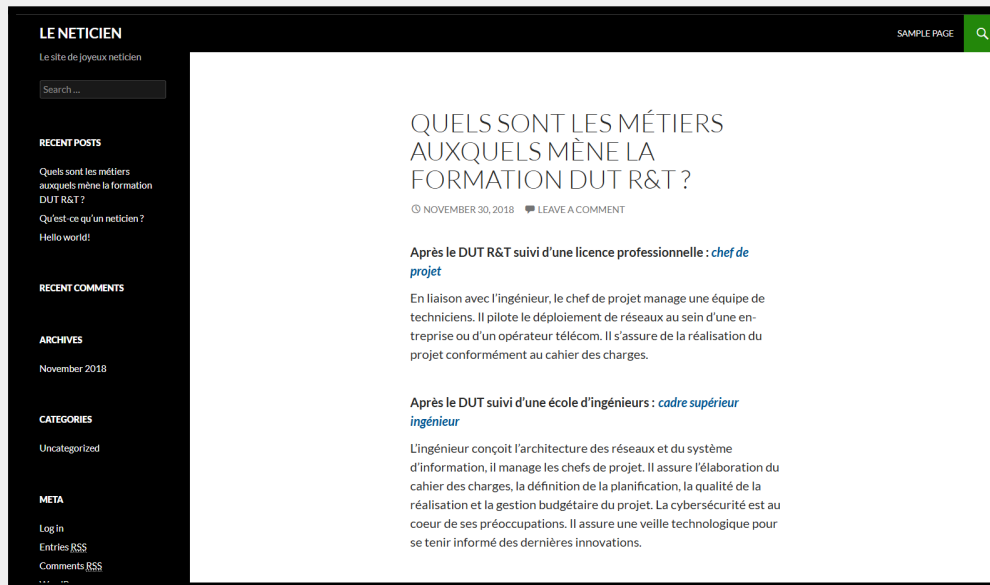 LE NETICIEN
SAMPLE PAGE
Le site de joyeux neticien
Search ...
RECENT POSTS
Quels sont les métiers
auxquels mène la formation
DUT R&T ?
Qu'est-ce qu'un neticien ?
Hello world!
RECENT COMMENTS
ARCHIVES
November 2018
CATEGORIES
Uncategorized
META
Log in
Entries RSS
Comments RSS
QUELS SONT LES MÉTIERS
AUXQUELS MÈNE LA
FORMATION DUT R&T ?
NOVEMBER 30, 2018 LEAVE A COMMENT
Après le DUT R&T suivi d'une licence professionnelle : chef de
projet
En liaison avec l'ingénieur, le chef de projet manage une équipe de
techniciens. Il pilote le déploiement de réseaux au sein d'une en-
treprise ou d'un opérateur télécom. Il s'assure de la réalisation du
projet conformément au cahier des charges.
Après le DUT suivi d'une école d'ingénieurs : cadre supérieur
ingénieur
L'ingénieur conçoit l'architecture des réseaux et du système
d'information, il manage les chefs de projet. Il assure l'élaboration du
cahier des charges, la définition de la planification, la qualité de la
réalisation et la gestion budgétaire du projet. La cybersécurité est au
coeur de ses préoccupations. Il assure une veille technologique pour
se tenir informé des dernières innovations.